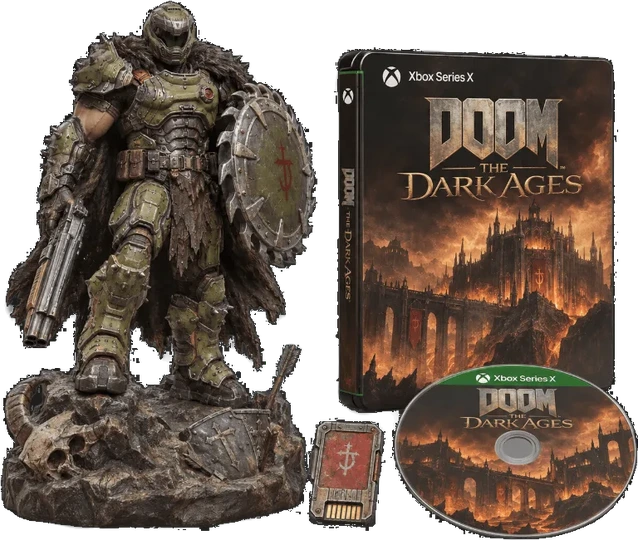 Xbox Series X
DOOM
THE
DARK AGES
DOOM THE DARK AGES
Xbox Series X
DOOM
THE
DARK AGES